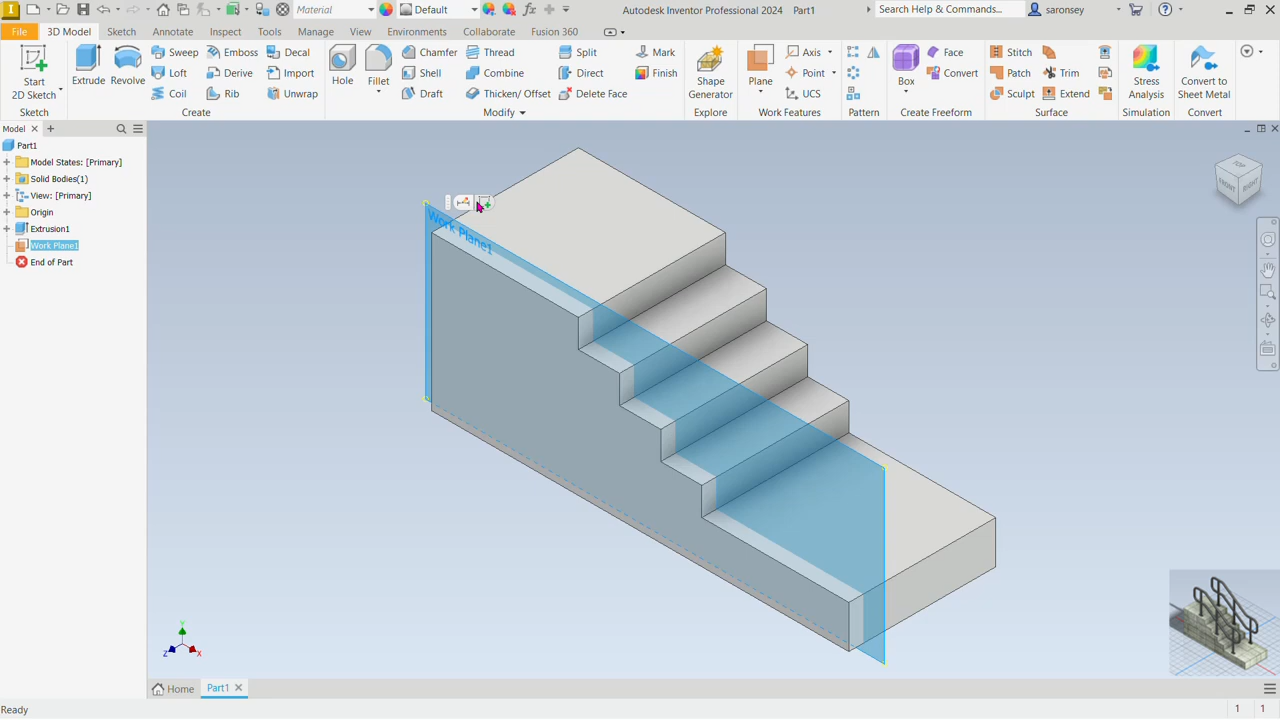 Material
Default
Autodesk Inventor Professional 2024 Part1
Search Help & Commands...
saronsey
File
3D Model
Sketch
Annotate
Inspect
Tools
Manage
View
Environments
Collaborate
Fusion 360
Start
2D Sketch
Extrude
Revolve
Sweep
Emboss
Decal
Loft
Derive
Import
Coil
Rib
Unwrap
Hole
Fillet
Chamfer
Thread
Split
Mark
Shell
Combine
Direct
Finish
Draft
Thicken/ Offset
Delete Face
Shape
Generator
Plane
Axis
Point
UCS
Box
Face
Convert
Stitch
Patch
Trim
Sculpt
Extend
Stress
Analysis
Convert to
Sheet Metal
Sketch
Create
Modify
Explore
Work Features
Pattern
Create Freeform
Surface
Simulation
Convert
Model
Part1
Model States: [Primary]
Solid Bodies(1)
View: [Primary]
Origin
Extrusion1
Work Plane1
End of Part
Work Plane1
TOP
FRONT
RIGHT
Y
Z
X
Home
Part1
Ready
1
1